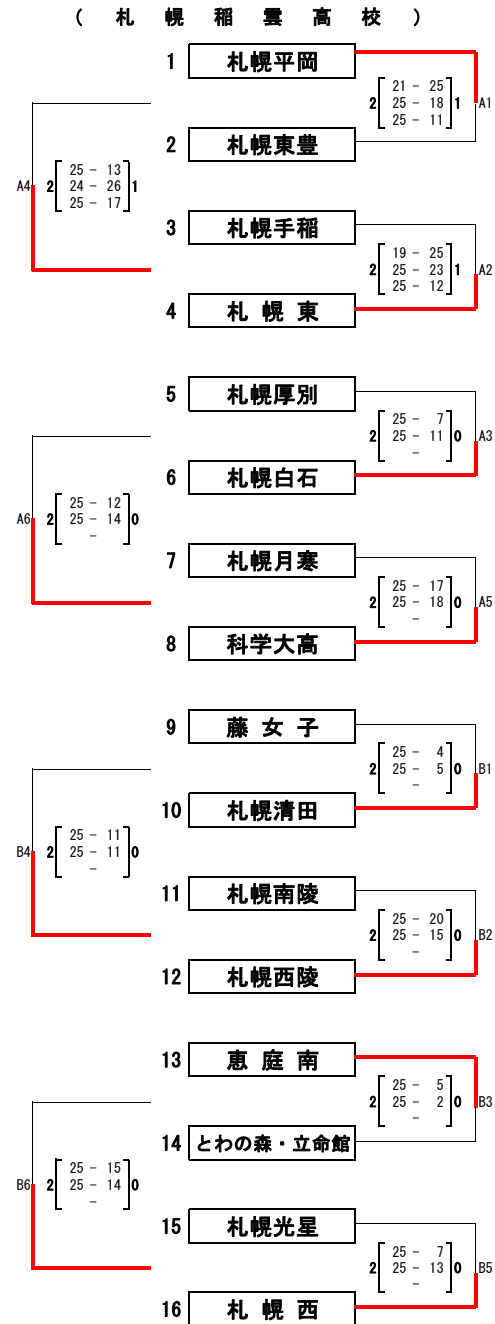 ( 札 幌 稲 雲 高 校 )
1 札幌平岡
21 - 25
2 25 - 18 1 A1
25 - 11
2 札幌東豊
25 - 13
A4 2 24 - 26 1
25 - 17
3 札幌手稲
19 - 25
2 25 - 23 1 A2
25 - 12
4 札 幌 東
5 札幌厚別
25 - 7
2 25 - 11 0 A3
-
6 札幌白石
25 - 12
A6 2 25 - 14 0
-
7 札幌月寒
25 - 17
2 25 - 18 0 A5
-
8 科学大高
9 藤 女 子
25 - 4
2 25 - 5 0 B1
-
10 札幌清田
25 - 11
B4 2 25 - 11 0
-
11 札幌南陵
25 - 20
2 25 - 15 0 B2
-
12 札幌西陵
13 恵 庭 南
25 - 5
2 25 - 2 0 B3
-
14 とわの森・立命館
25 - 15
B6 2 25 - 14 0
-
15 札幌光星
25 - 7
2 25 - 13 0 B5
-
16 札 幌 西